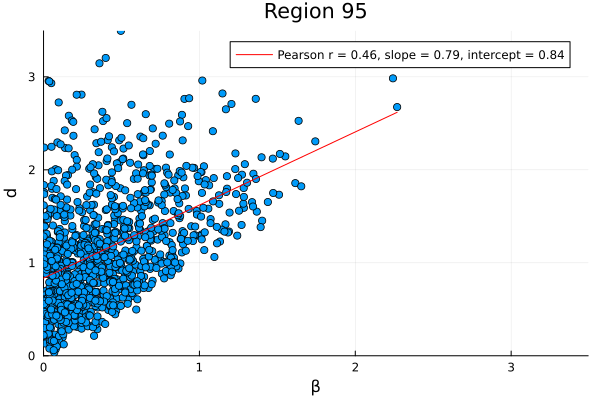 Region 95
Pearson r = 0.46, slope = 0.79, intercept = 0.84
3
2
1
0
d
0 1 2 3
β